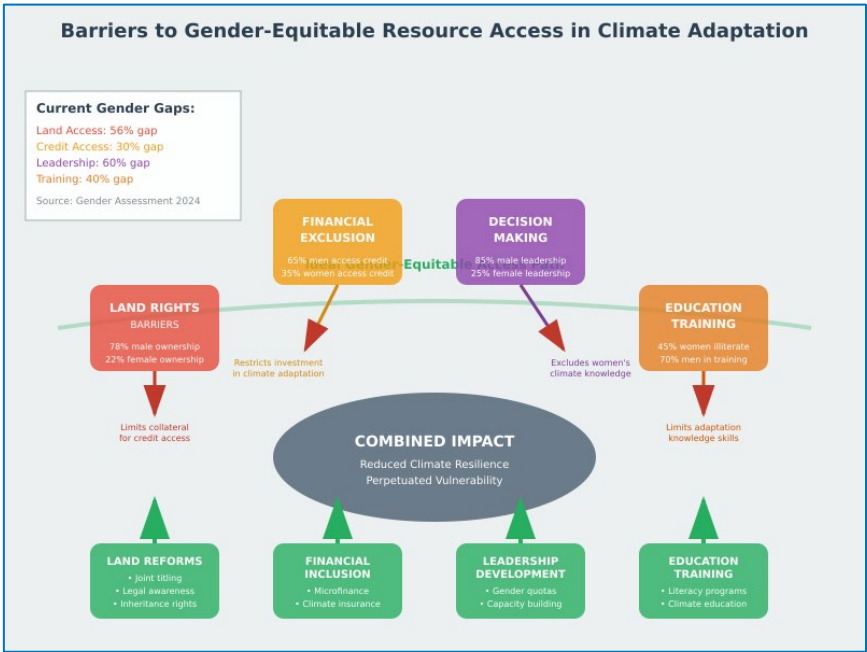 Barriers to Gender-Equitable Resource Access in Climate Adaptation
Current Gender Gaps:
Land Access: 56% gap
Credit Access: 30% gap
Leadership: 60% gap
Training: 40% gap
Source: Gender Assessment 2024
FINANCIAL
EXCLUSION
65% men access credit
35% women access credit
DECISION
MAKING
85% male leadership
25% female leadership
Gender-Equitable
LAND RIGHTS
BARRIERS
78% male ownership
22% female ownership
EDUCATION
TRAINING
45% women illiterate
70% men in training
Restricts investment
in climate adaptation
Excludes women's
climate knowledge
Limits collateral
for credit access
Limits adaptation
knowledge skills
COMBINED IMPACT
Reduced Climate Resilience
Perpetuated Vulnerability
LAND REFORMS
• Joint titling
• Legal awareness
• Inheritance rights
FINANCIAL
INCLUSION
• Microfinance
• Climate insurance
LEADERSHIP
DEVELOPMENT
• Gender quotas
• Capacity building
EDUCATION
TRAINING
• Literacy programs
• Climate education